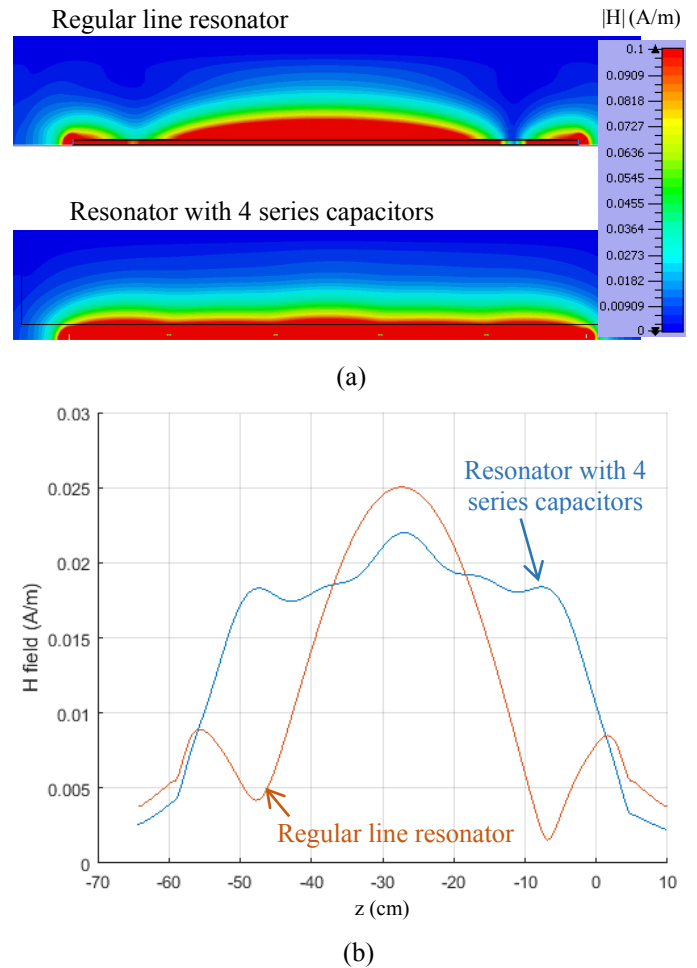 Regular line resonator
|H| (A/m)
0.1
0.0909
0.0818
0.0727
0.0636
0.0545
0.0455
0.0364
0.0273
0.0182
0.00909
0
Resonator with 4 series capacitors
(a)
0.03
0.025
0.02
0.015
0.01
0.005
0
H field (A/m)
Resonator with 4
series capacitors
Regular line resonator
-70 -60 -50 -40 -30 -20 -10 0 10
z (cm)
(b)